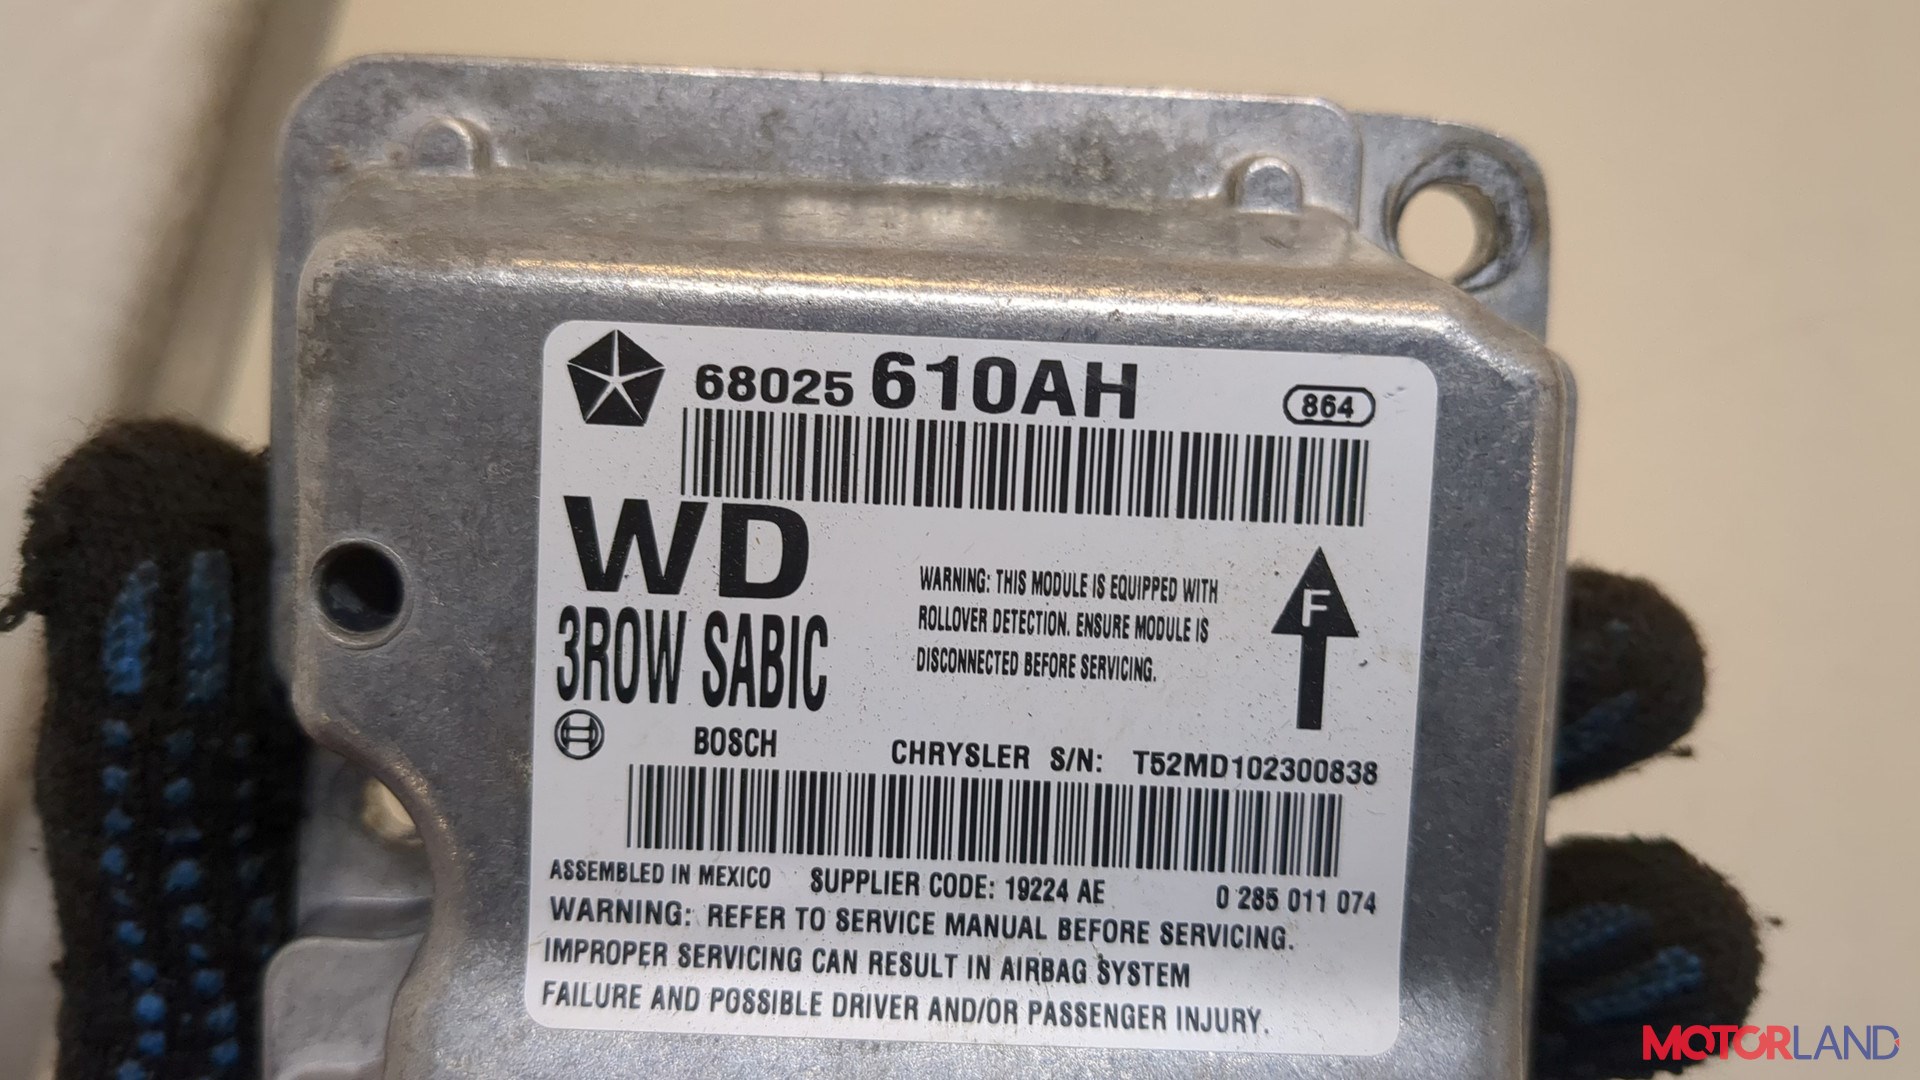 68025 610AH
864
WD
3ROW SABIC
WARNING: THIS MODULE IS EQUIPPED WITH
ROLLOVER DETECTION. ENSURE MODULE IS
DISCONNECTED BEFORE SERVICING.
F
BOSCH CHRYSLER S/N: T52MD102300838
ASSEMBLED IN MEXICO SUPPLIER CODE: 19224 AE 0 285 011 074
WARNING: REFER TO SERVICE MANUAL BEFORE SERVICING.
IMPROPER SERVICING CAN RESULT IN AIRBAG SYSTEM
FAILURE AND POSSIBLE DRIVER AND/OR PASSENGER INJURY.
MOTORLAND